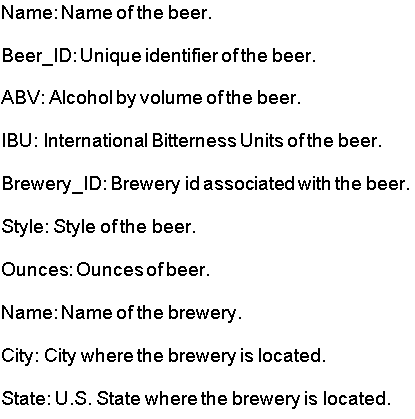 Name: Name of the beer.
Beer_ID: Unique identifier of the beer.
ABV: Alcohol by volume of the beer.
IBU: International Bitterness Units of the beer.
Brewery_ID: Brewery id associated with the beer.
Style: Style of the beer.
Ounces: Ounces of beer.
Name: Name of the brewery.
City: City where the brewery is located.
State: U.S. State where the brewery is located.